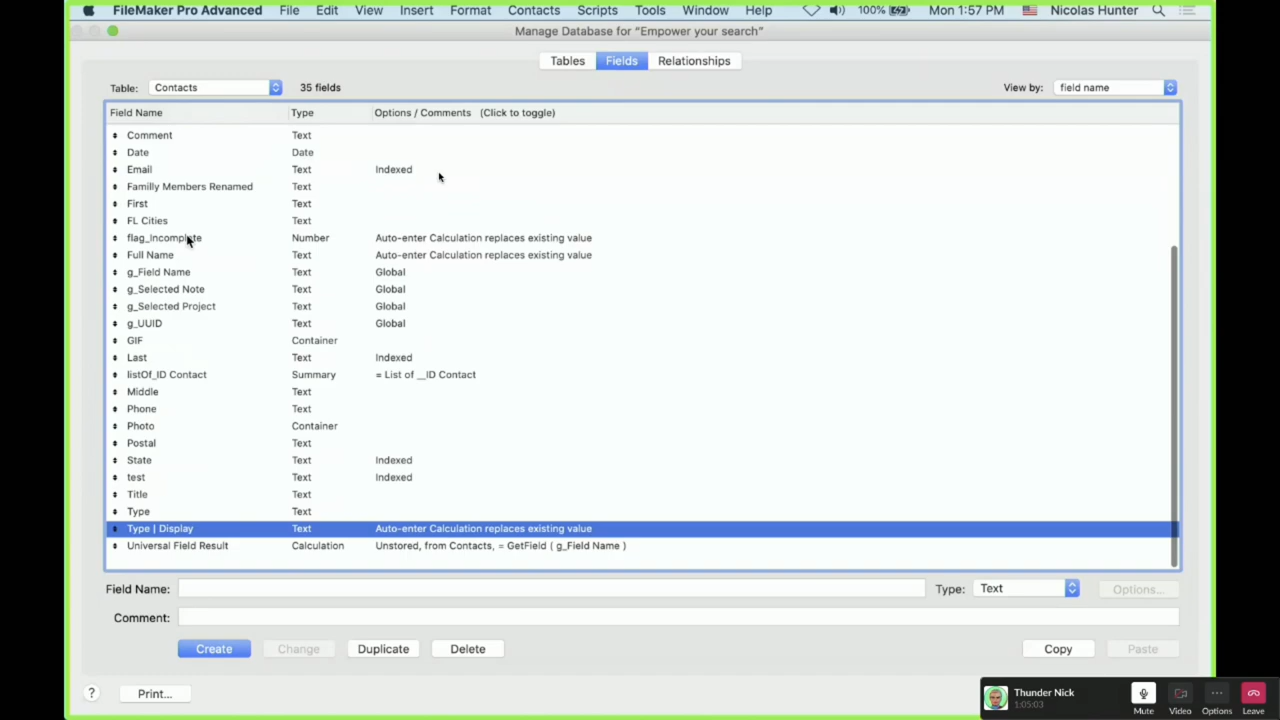 FileMaker Pro Advanced File Edit View Insert Format Contacts Scripts Tools Window Help 100% Mon 1:57 PM Nicolas Hunter
Manage Database for “Empower your search”
Tables Fields Relationships
Table: Contacts 35 fields View by: field name
Field Name Type Options / Comments (Click to toggle)
Comment Text
Date Date
Email Text Indexed
Familly Members Renamed Text
First Text
FL Cities Text
flag_Incomplete Number Auto-enter Calculation replaces existing value
Full Name Text Auto-enter Calculation replaces existing value
g_Field Name Text Global
g_Selected Note Text Global
g_Selected Project Text Global
g_UUID Text Global
GIF Container
Last Text Indexed
listOf_ID Contact Summary = List of __ID Contact
Middle Text
Phone Text
Photo Container
Postal Text
State Text Indexed
test Text Indexed
Title Text
Type Text
Type | Display Text Auto-enter Calculation replaces existing value
Universal Field Result Calculation Unstored, from Contacts, = GetField ( g_Field Name )
Field Name: Type: Text Options...
Comment:
Create Change Duplicate Delete Copy Paste
? Print...
Thunder Nick
1:05:03
Mute Video Options Leave